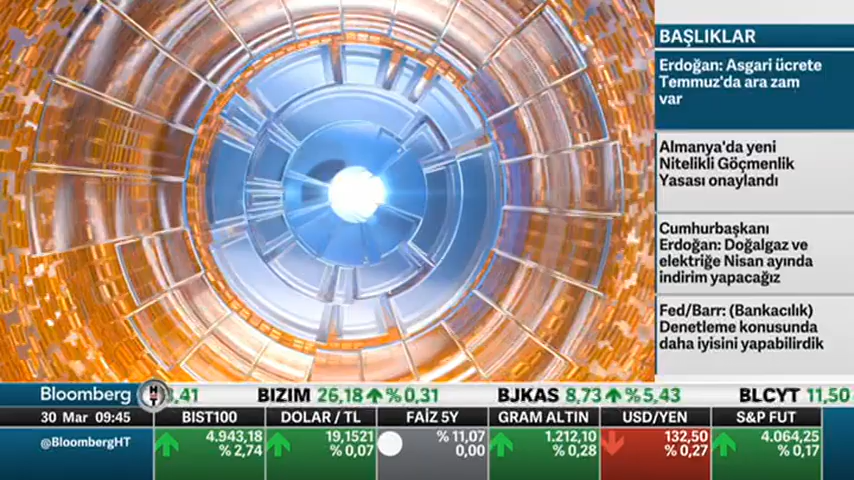 BAŞLIKLAR
Erdoğan: Asgari ücrete
Temmuz'da ara zam
var
Almanya'da yeni
Nitelikli Göçmenlik
Yasası onaylandı
Cumhurbaşkanı
Erdoğan: Doğalgaz ve
elektriğe Nisan ayında
indirim yapacağız
Fed/Barr: (Bankacılık)
Denetleme konusunda
daha iyisini yapabilirdik
Bloomberg HT ,41 BIZIM 26,18 %0,31 BJKAS 8,73 %5,43 BLCYT 11,50
30 Mar 09:45 BIST100 DOLAR / TL FAİZ 5Y GRAM ALTIN USD/YEN S&P FUT
@BloombergHT 4.943,18 19,1521 % 11,07 1.212,10 132,50 4.064,25
% 2,74 % 0,07 0,00 % 0,28 % 0,27 % 0,17